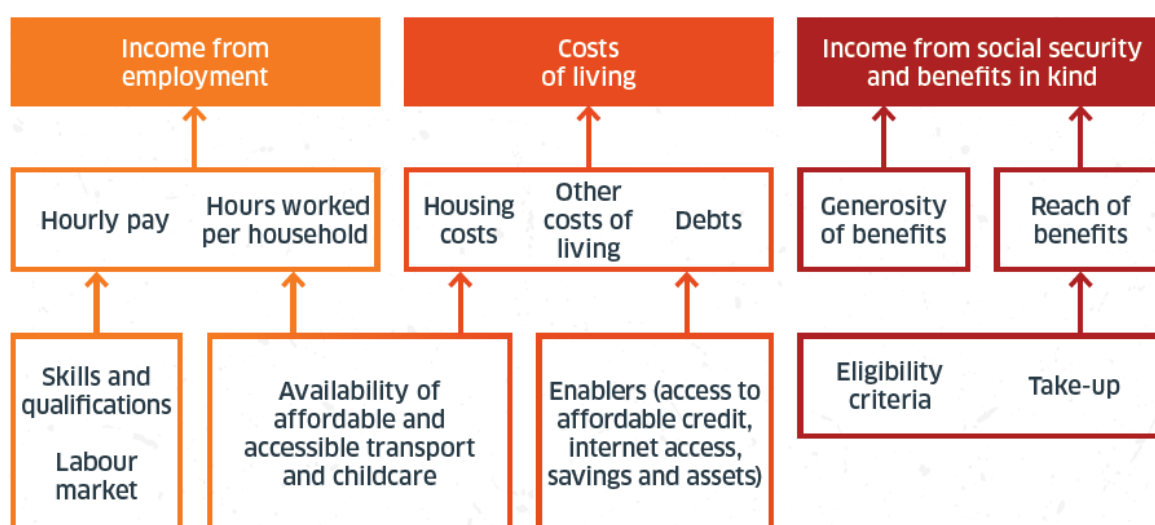 Income from
employment
Costs
of living
Income from social security
and benefits in kind
Hourly pay
Hours worked
per household
Housing
costs
Other
costs of
living
Debts
Generosity
of benefits
Reach of
benefits
Skills and
qualifications
Labour
market
Availability of
affordable and
accessible transport
and childcare
Enablers (access to
affordable credit,
internet access,
savings and assets)
Eligibility
criteria
Take-up